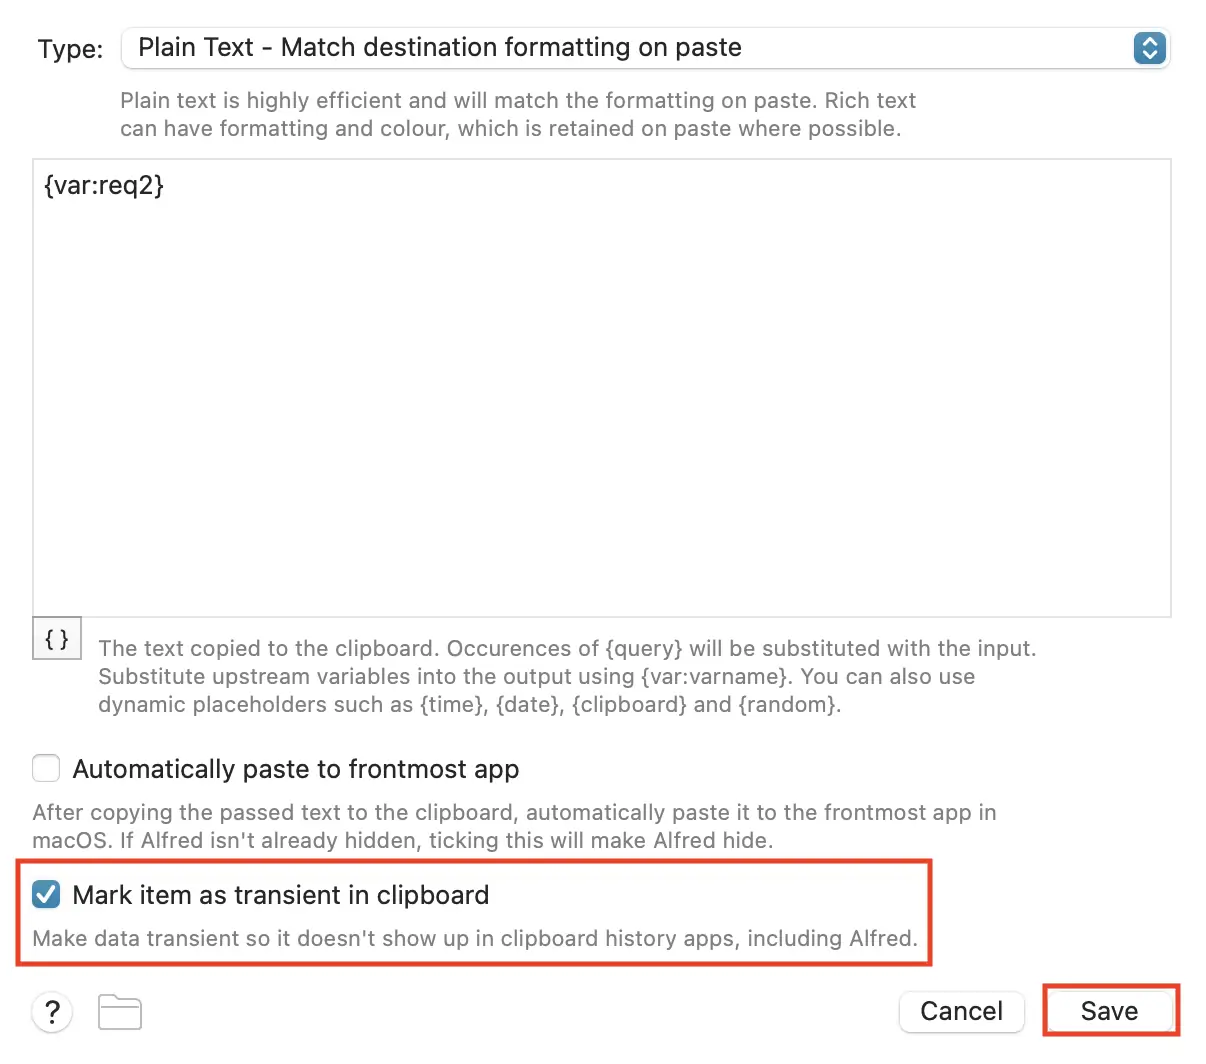 Type: Plain Text - Match destination formatting on paste
Plain text is highly efficient and will match the formatting on paste. Rich text
can have formatting and colour, which is retained on paste where possible.
{var:req2}
{ } The text copied to the clipboard. Occurences of {query} will be substituted with the input.
Substitute upstream variables into the output using {var:varname}. You can also use
dynamic placeholders such as {time}, {date}, {clipboard} and {random}.
Automatically paste to frontmost app
After copying the passed text to the clipboard, automatically paste it to the frontmost app in
macOS. If Alfred isn't already hidden, ticking this will make Alfred hide.
Mark item as transient in clipboard
Make data transient so it doesn't show up in clipboard history apps, including Alfred.
? Cancel Save